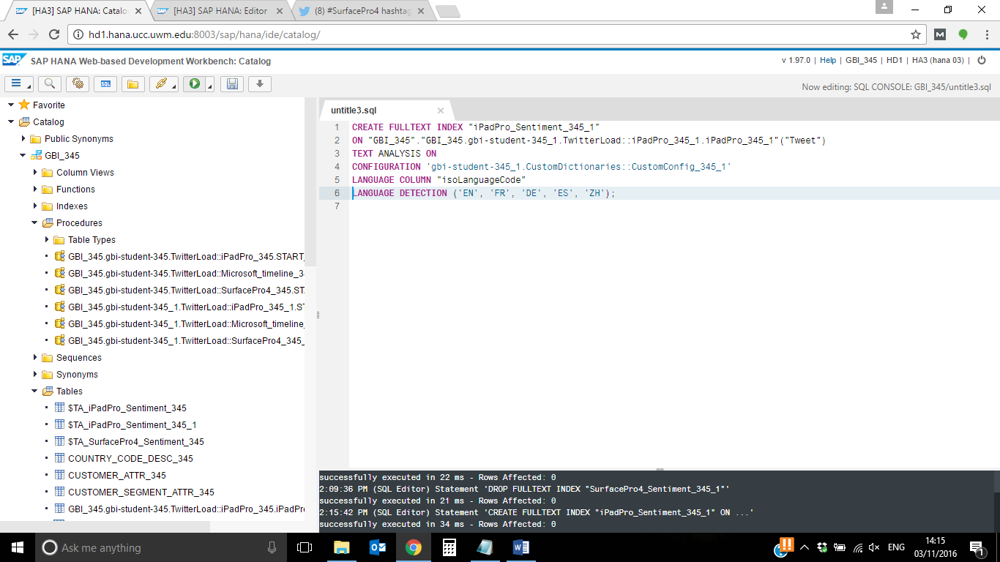 [HA3] SAP HANA: Catalo
[HA3] SAP HANA: Editor
(8) #SurfacePro4 hashtag
hd1.hana.ucc.uwm.edu:8003/sap/hana/ide/catalog/
M
SAP SAP HANA Web-based Development Workbench: Catalog
v 1.97.0 | Help | GBI_345 | HD1 | HA3 (hana 03) |
SQL
Now editing: SQL CONSOLE: GBI_345/untitle3.sql
Favorite
Catalog
Public Synonyms
GBI_345
Column Views
Functions
Indexes
Procedures
Table Types
GBI_345.gbi-student-345.TwitterLoad::iPadPro_345.START_
GBI_345.gbi-student-345.TwitterLoad::Microsoft_timeline_3
GBI_345.gbi-student-345.TwitterLoad::SurfacePro4_345.STA
GBI_345.gbi-student-345_1.TwitterLoad::iPadPro_345_1.ST
GBI_345.gbi-student-345_1.TwitterLoad::Microsoft_timeline_
GBI_345.gbi-student-345_1.TwitterLoad::SurfacePro4_345_
Sequences
Synonyms
Tables
$TA_iPadPro_Sentiment_345
$TA_iPadPro_Sentiment_345_1
$TA_SurfacePro4_Sentiment_345
COUNTRY_CODE_DESC_345
CUSTOMER_ATTR_345
CUSTOMER_SEGMENT_ATTR_345
GBI_345.gbi-student-345.TwitterLoad::iPadPro_345.iPadPro
untitle3.sql
1 CREATE FULLTEXT INDEX "iPadPro_Sentiment_345_1"
2 ON "GBI_345"."GBI_345.gbi-student-345_1.TwitterLoad::iPadPro_345_1.iPadPro_345_1"("Tweet")
3 TEXT ANALYSIS ON
4 CONFIGURATION 'gbi-student-345_1.CustomDictionaries::CustomConfig_345_1'
5 LANGUAGE COLUMN "isoLanguageCode"
6 LANGUAGE DETECTION ('EN', 'FR', 'DE', 'ES', 'ZH');
7
successfully executed in 22 ms - Rows Affected: 0
2:09:36 PM (SQL Editor) Statement 'DROP FULLTEXT INDEX "SurfacePro4_Sentiment_345_1"'
successfully executed in 21 ms - Rows Affected: 0
2:15:42 PM (SQL Editor) Statement 'CREATE FULLTEXT INDEX "iPadPro_Sentiment_345_1" ON ...'
successfully executed in 34 ms - Rows Affected: 0
Ask me anything
ENG
14:15
03/11/2016
1